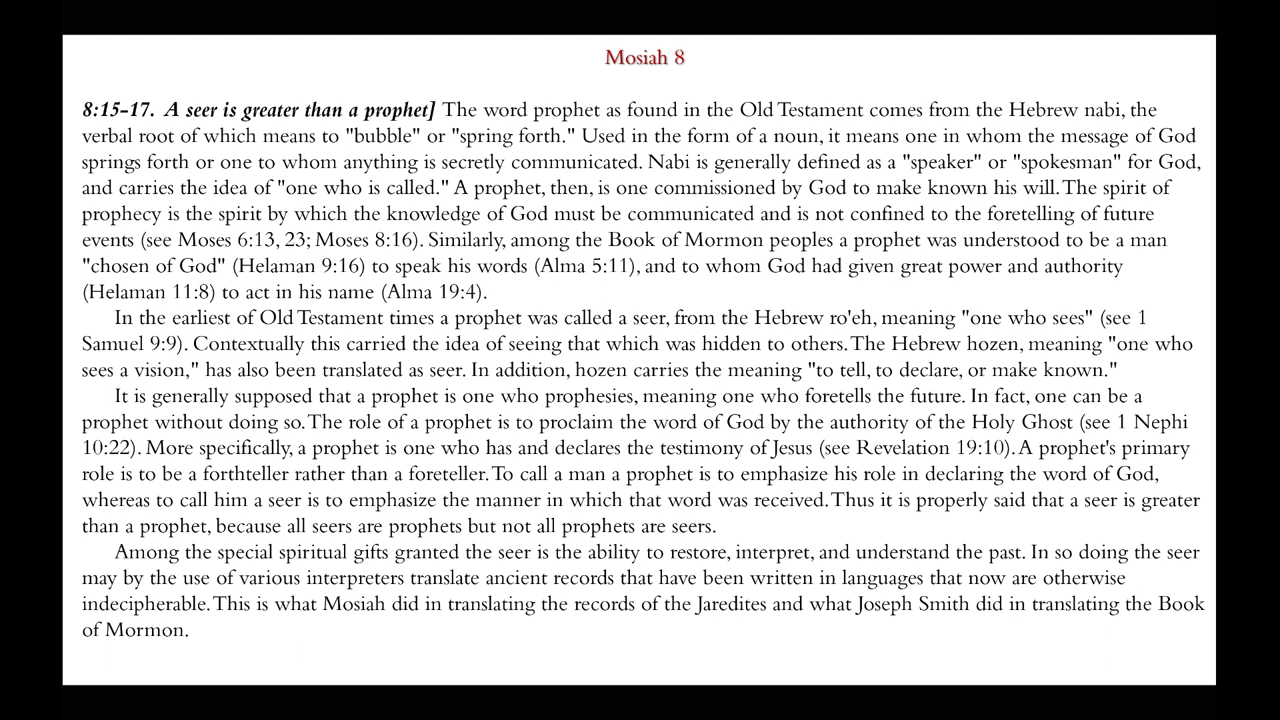 Mosiah 8
8:15-17. A seer is greater than a prophet] The word prophet as found in the Old Testament comes from the Hebrew nabi, the
verbal root of which means to "bubble" or "spring forth." Used in the form of a noun, it means one in whom the message of God
springs forth or one to whom anything is secretly communicated. Nabi is generally defined as a "speaker" or "spokesman" for God,
and carries the idea of "one who is called." A prophet, then, is one commissioned by God to make known his will. The spirit of
prophecy is the spirit by which the knowledge of God must be communicated and is not confined to the foretelling of future
events (see Moses 6:13, 23; Moses 8:16). Similarly, among the Book of Mormon peoples a prophet was understood to be a man
"chosen of God" (Helaman 9:16) to speak his words (Alma 5:11), and to whom God had given great power and authority
(Helaman 11:8) to act in his name (Alma 19:4).
In the earliest of Old Testament times a prophet was called a seer, from the Hebrew ro'eh, meaning "one who sees" (see 1
Samuel 9:9). Contextually this carried the idea of seeing that which was hidden to others. The Hebrew hozen, meaning "one who
sees a vision," has also been translated as seer. In addition, hozen carries the meaning "to tell, to declare, or make known."
It is generally supposed that a prophet is one who prophesies, meaning one who foretells the future. In fact, one can be a
prophet without doing so. The role of a prophet is to proclaim the word of God by the authority of the Holy Ghost (see 1 Nephi
10:22). More specifically, a prophet is one who has and declares the testimony of Jesus (see Revelation 19:10). A prophet's primary
role is to be a forthteller rather than a foreteller. To call a man a prophet is to emphasize his role in declaring the word of God,
whereas to call him a seer is to emphasize the manner in which that word was received. Thus it is properly said that a seer is greater
than a prophet, because all seers are prophets but not all prophets are seers.
Among the special spiritual gifts granted the seer is the ability to restore, interpret, and understand the past. In so doing the seer
may by the use of various interpreters translate ancient records that have been written in languages that now are otherwise
indecipherable. This is what Mosiah did in translating the records of the Jaredites and what Joseph Smith did in translating the Book
of Mormon.